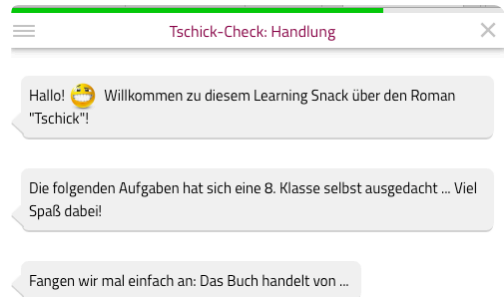 Tschick-Check: Handlung
Hallo! Willkommen zu diesem Learning Snack über den Roman
"Tschick"!
Die folgenden Aufgaben hat sich eine 8. Klasse selbst ausgedacht ... Viel
Spaß dabei!
Fangen wir mal einfach an: Das Buch handelt von ...